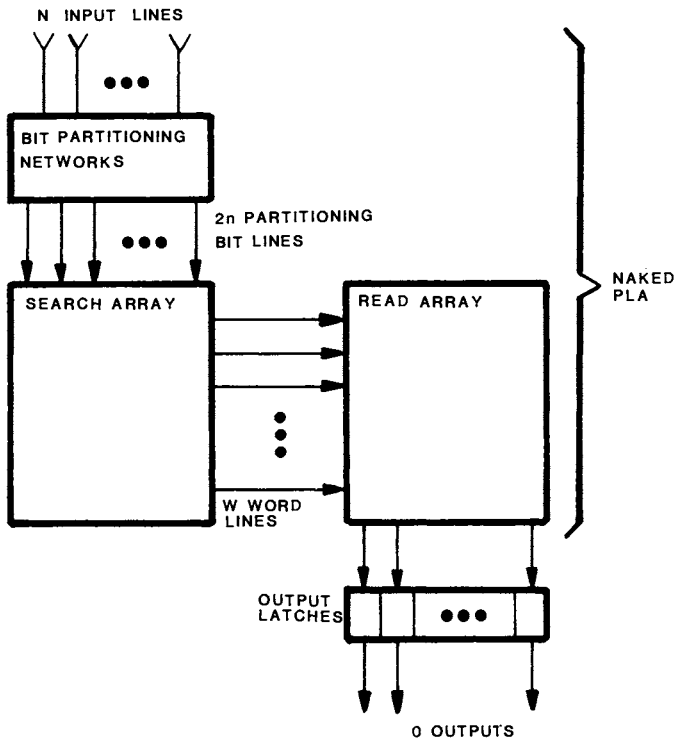 N INPUT LINES
BIT PARTITIONING
NETWORKS
2n PARTITIONING
BIT LINES
SEARCH ARRAY
READ ARRAY
NAKED
PLA
W WORD
LINES
OUTPUT
LATCHES
O OUTPUTS